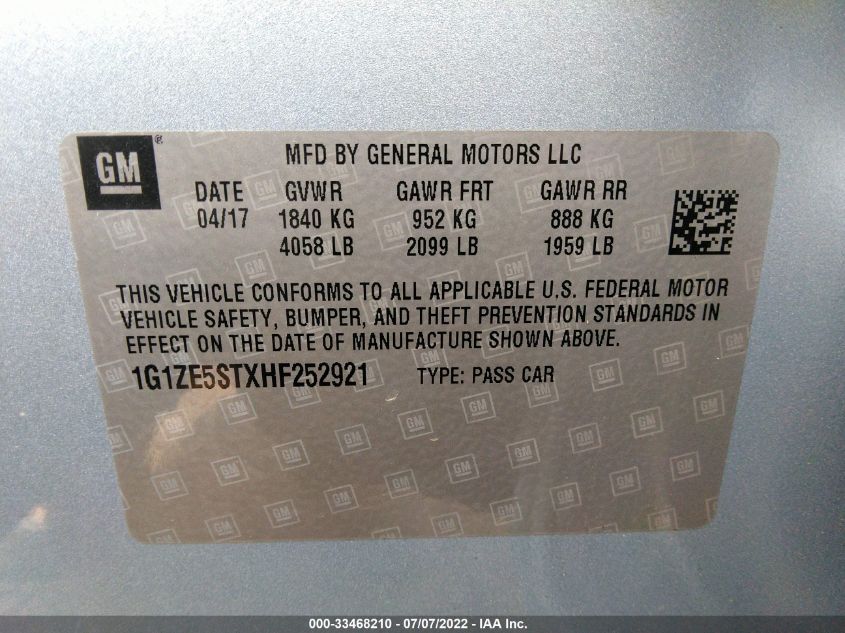 GM ®
MFD BY GENERAL MOTORS LLC
DATE GVWR GAWR FRT GAWR RR
04/17 1840 KG 952 KG 888 KG
4058 LB 2099 LB 1959 LB
THIS VEHICLE CONFORMS TO ALL APPLICABLE U.S. FEDERAL MOTOR
VEHICLE SAFETY, BUMPER, AND THEFT PREVENTION STANDARDS IN
EFFECT ON THE DATE OF MANUFACTURE SHOWN ABOVE.
1G1ZE5STXHF252921 TYPE: PASS CAR
000-33468210 - 07/07/2022 - IAA Inc.